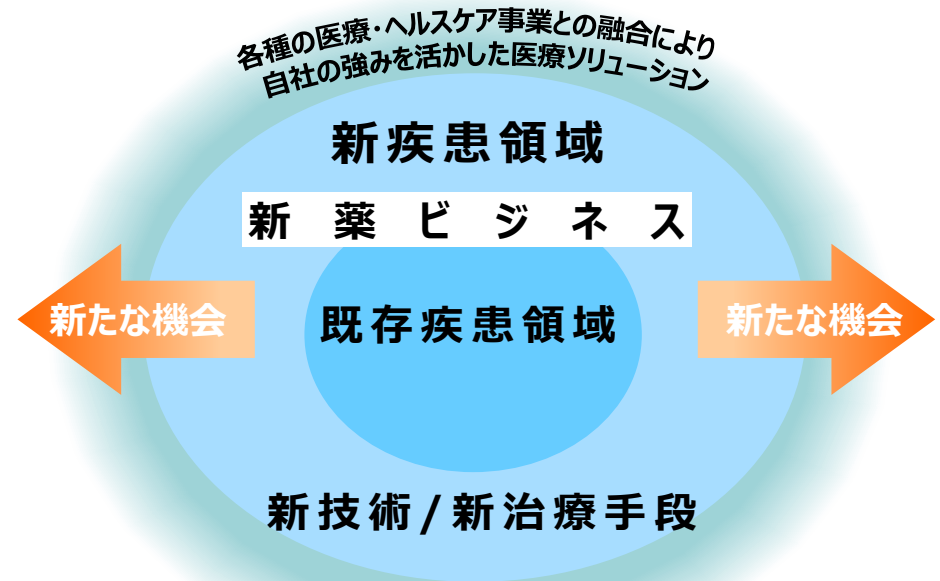 各種の医療・ヘルスケア事業との融合により
自社の強みを活かした医療ソリューション
新疾患領域
新薬ビジネス
新たな機会
既存疾患領域
新たな機会
新技術/新治療手段